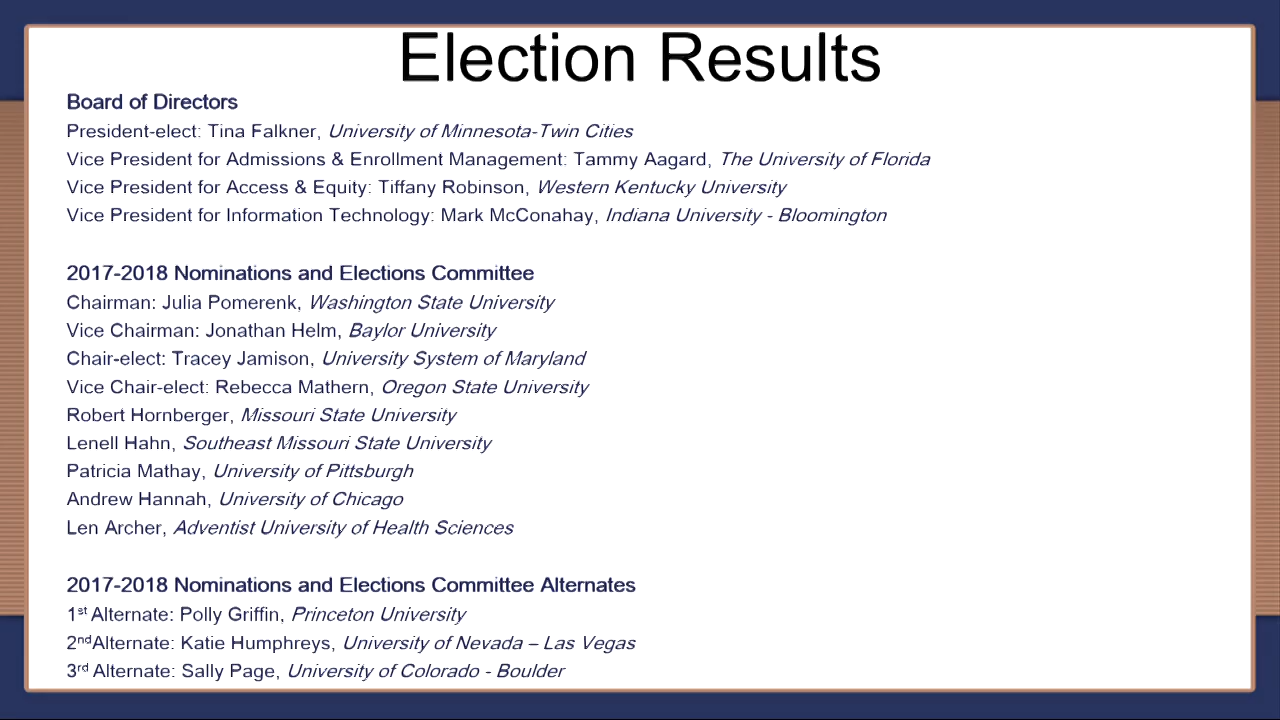 Election Results
Board of Directors
President-elect: Tina Falkner, University of Minnesota-Twin Cities
Vice President for Admissions & Enrollment Management: Tammy Aagard, The University of Florida
Vice President for Access & Equity: Tiffany Robinson, Western Kentucky University
Vice President for Information Technology: Mark McConahay, Indiana University - Bloomington
2017-2018 Nominations and Elections Committee
Chairman: Julia Pomerenk, Washington State University
Vice Chairman: Jonathan Helm, Baylor University
Chair-elect: Tracey Jamison, University System of Maryland
Vice Chair-elect: Rebecca Mathern, Oregon State University
Robert Hornberger, Missouri State University
Lenell Hahn, Southeast Missouri State University
Patricia Mathay, University of Pittsburgh
Andrew Hannah, University of Chicago
Len Archer, Adventist University of Health Sciences
2017-2018 Nominations and Elections Committee Alternates
1st Alternate: Polly Griffin, Princeton University
2nd Alternate: Katie Humphreys, University of Nevada – Las Vegas
3rd Alternate: Sally Page, University of Colorado - Boulder